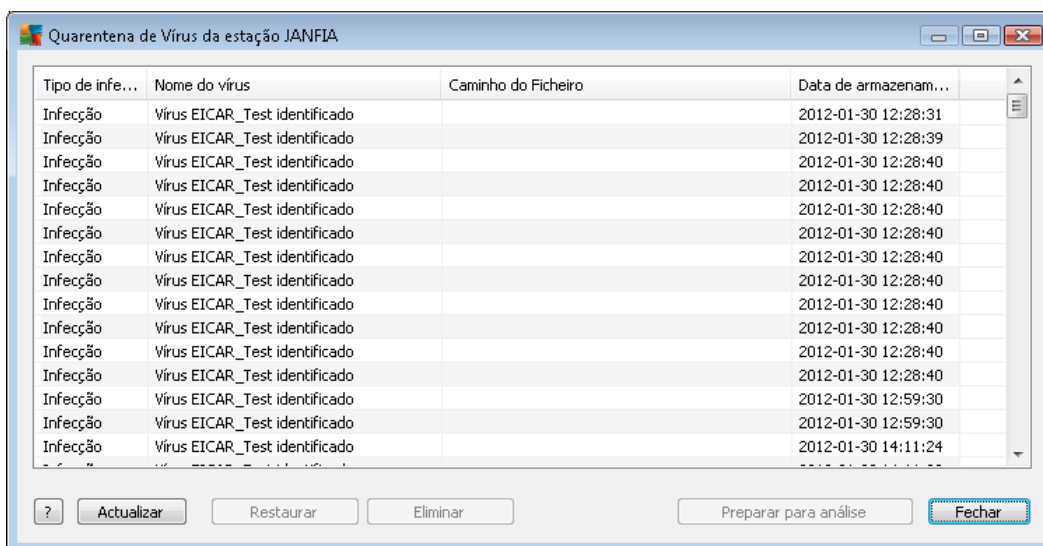 Quarentena de Vírus da estação JANFIA
Tipo de infe... Nome do vírus Caminho do Ficheiro Data de armazenam...
Infecção Vírus EICAR_Test identificado 2012-01-30 12:28:31
Infecção Vírus EICAR_Test identificado 2012-01-30 12:28:39
Infecção Vírus EICAR_Test identificado 2012-01-30 12:28:40
Infecção Vírus EICAR_Test identificado 2012-01-30 12:28:40
Infecção Vírus EICAR_Test identificado 2012-01-30 12:28:40
Infecção Vírus EICAR_Test identificado 2012-01-30 12:28:40
Infecção Vírus EICAR_Test identificado 2012-01-30 12:28:40
Infecção Vírus EICAR_Test identificado 2012-01-30 12:28:40
Infecção Vírus EICAR_Test identificado 2012-01-30 12:28:40
Infecção Vírus EICAR_Test identificado 2012-01-30 12:28:40
Infecção Vírus EICAR_Test identificado 2012-01-30 12:28:40
Infecção Vírus EICAR_Test identificado 2012-01-30 12:28:40
Infecção Vírus EICAR_Test identificado 2012-01-30 12:59:30
Infecção Vírus EICAR_Test identificado 2012-01-30 12:59:30
Infecção Vírus EICAR_Test identificado 2012-01-30 14:11:24
? Actualizar Restaurar Eliminar Preparar para análise Fechar